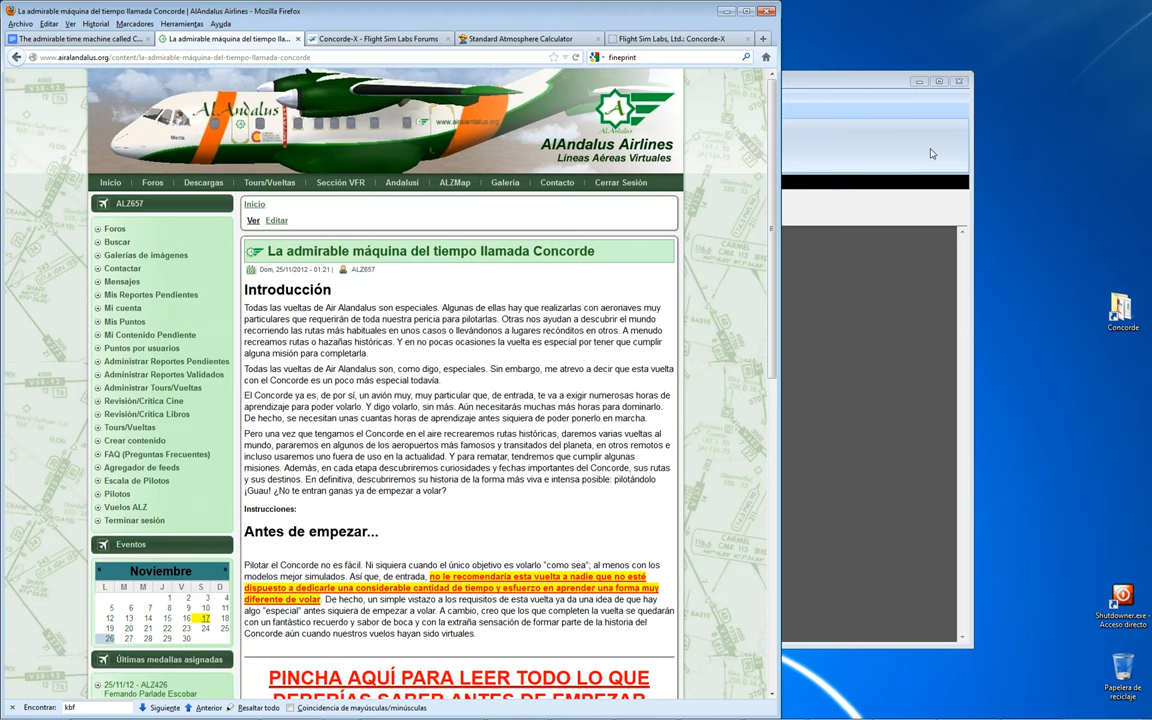 La admirable máquina del tiempo llamada Concorde | AlAndalus Airlines - Mozilla Firefox
Archivo Editar Ver Historial Marcadores Herramientas Ayuda
The admirable time machine called C...
La admirable máquina del tiempo lla...
Concorde-X - Flight Sim Labs Forums
Standard Atmosphere Calculator
Flight Sim Labs, Ltd.: Concorde-X
www.airalandalus.org/content/la-admirable-máquina-del-tiempo-llamada-concorde
fineprint
AlAndalus
www.airalandalus.org
AlAndalus Airlines
Líneas Aéreas Virtuales
Inicio Foros Descargas Tours/Vueltas Sección VFR Andalusí ALZMap Galería Contacto Cerrar Sesión
ALZ657
Foros
Buscar
Galerías de imágenes
Contactar
Mensajes
Mis Reportes Pendientes
Mi cuenta
Mis Puntos
Mi Contenido Pendiente
Puntos por usuarios
Administrar Reportes Pendientes
Administrar Reportes Validados
Administrar Tours/Vueltas
Revisión/Crítica Cine
Revisión/Crítica Libros
Tours/Vueltas
Crear contenido
FAQ (Preguntas Frecuentes)
Agregador de feeds
Escala de Pilotos
Pilotos
Vuelos ALZ
Terminar sesión
Eventos
Noviembre
L M M J V S D
1 2 3 4
5 6 7 8 9 10 11
12 13 14 15 16 17 18
19 20 21 22 23 24 25
26 27 28 29 30
Últimas medallas asignadas
25/11/12 - ALZ426
Fernando Parlade Escobar
Inicio
Ver Editar
La admirable máquina del tiempo llamada Concorde
Dom, 25/11/2012 - 01:21 | ALZ657
Introducción
Todas las vueltas de Air Alandalus son especiales. Algunas de ellas hay que realizarlas con aeronaves muy
particulares que requerirán de toda nuestra pericia para pilotarlas. Otras nos ayudan a descubrir el mundo
recorriendo las rutas más habituales en unos casos o llevándonos a lugares recónditos en otros. A menudo
recreamos rutas o hazañas históricas. Y en no pocas ocasiones la vuelta es especial por tener que cumplir
alguna misión para completarla.
Todas las vueltas de Air Alandalus son, como digo, especiales. Sin embargo, me atrevo a decir que esta vuelta
con el Concorde es un poco más especial todavía.
El Concorde ya es, de por sí, un avión muy, muy particular que, de entrada, te va a exigir numerosas horas de
aprendizaje para poder volarlo. Y digo volarlo, sin más. Aún necesitarás muchas más horas para dominarlo.
De hecho, se necesitan unas cuantas horas de aprendizaje antes siquiera de poder ponerlo en marcha.
Pero una vez que tengamos el Concorde en el aire recrearemos rutas históricas, daremos varias vueltas al
mundo, pararemos en algunos de los aeropuertos más famosos y transitados del planeta, en otros remotos e
incluso usaremos uno fuera de uso en la actualidad. Y para rematar, tendremos que cumplir algunas
misiones. Además, en cada etapa descubriremos curiosidades y fechas importantes del Concorde, sus rutas
y sus destinos. En definitiva, descubriremos su historia de la forma más viva e intensa posible: pilotándolo
¡Guau! ¿No te entran ganas ya de empezar a volar?
Instrucciones:
Antes de empezar...
Pilotar el Concorde no es fácil. Ni siquiera cuando el único objetivo es volarlo "como sea"; al menos con los
modelos mejor simulados. Así que, de entrada, no le recomendaría esta vuelta a nadie que no esté
dispuesto a dedicarle una considerable cantidad de tiempo y esfuerzo en aprender una forma muy
diferente de volar. De hecho, un simple vistazo a los requisitos de esta vuelta ya da una idea de que hay
algo "especial" antes siquiera de empezar a volar. A cambio, creo que los que completen la vuelta se quedarán
con un fantástico recuerdo y sabor de boca y con la extraña sensación de formar parte de la historia del
Concorde aún cuando nuestros vuelos hayan sido virtuales.
PINCHA AQUÍ PARA LEER TODO LO QUE
DEBERÍAS SABER ANTES DE EMPEZAR
Encontrar: kbf Siguiente Anterior Resaltar todo Coincidencia de mayúsculas/minúsculas
Concorde
Shutdowner.exe -
Acceso directo
Papelera de
reciclaje